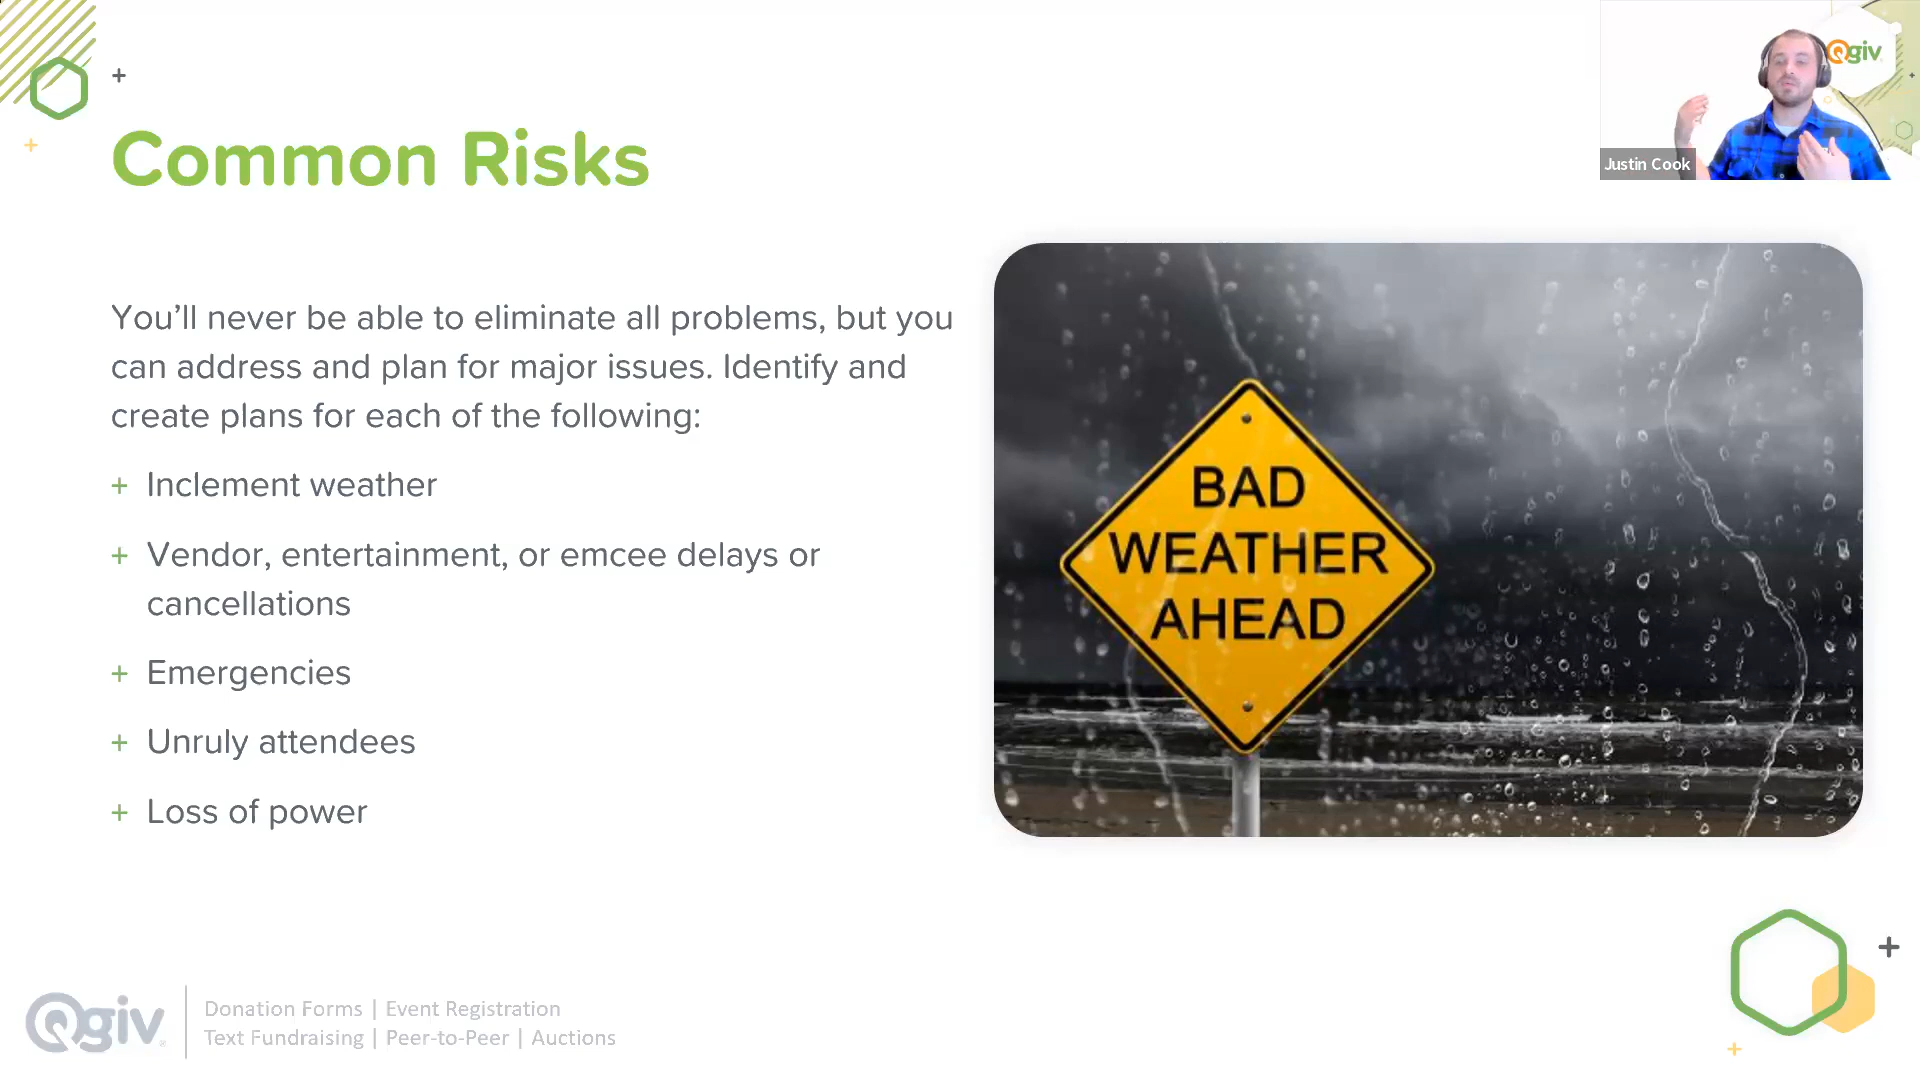 Qgiv
Justin Cook
Common Risks
You’ll never be able to eliminate all problems, but you
can address and plan for major issues. Identify and
create plans for each of the following:
+ Inclement weather
+ Vendor, entertainment, or emcee delays or
cancellations
+ Emergencies
+ Unruly attendees
+ Loss of power
BAD
WEATHER
AHEAD
Qgiv
Donation Forms | Event Registration
Text Fundraising | Peer-to-Peer | Auctions